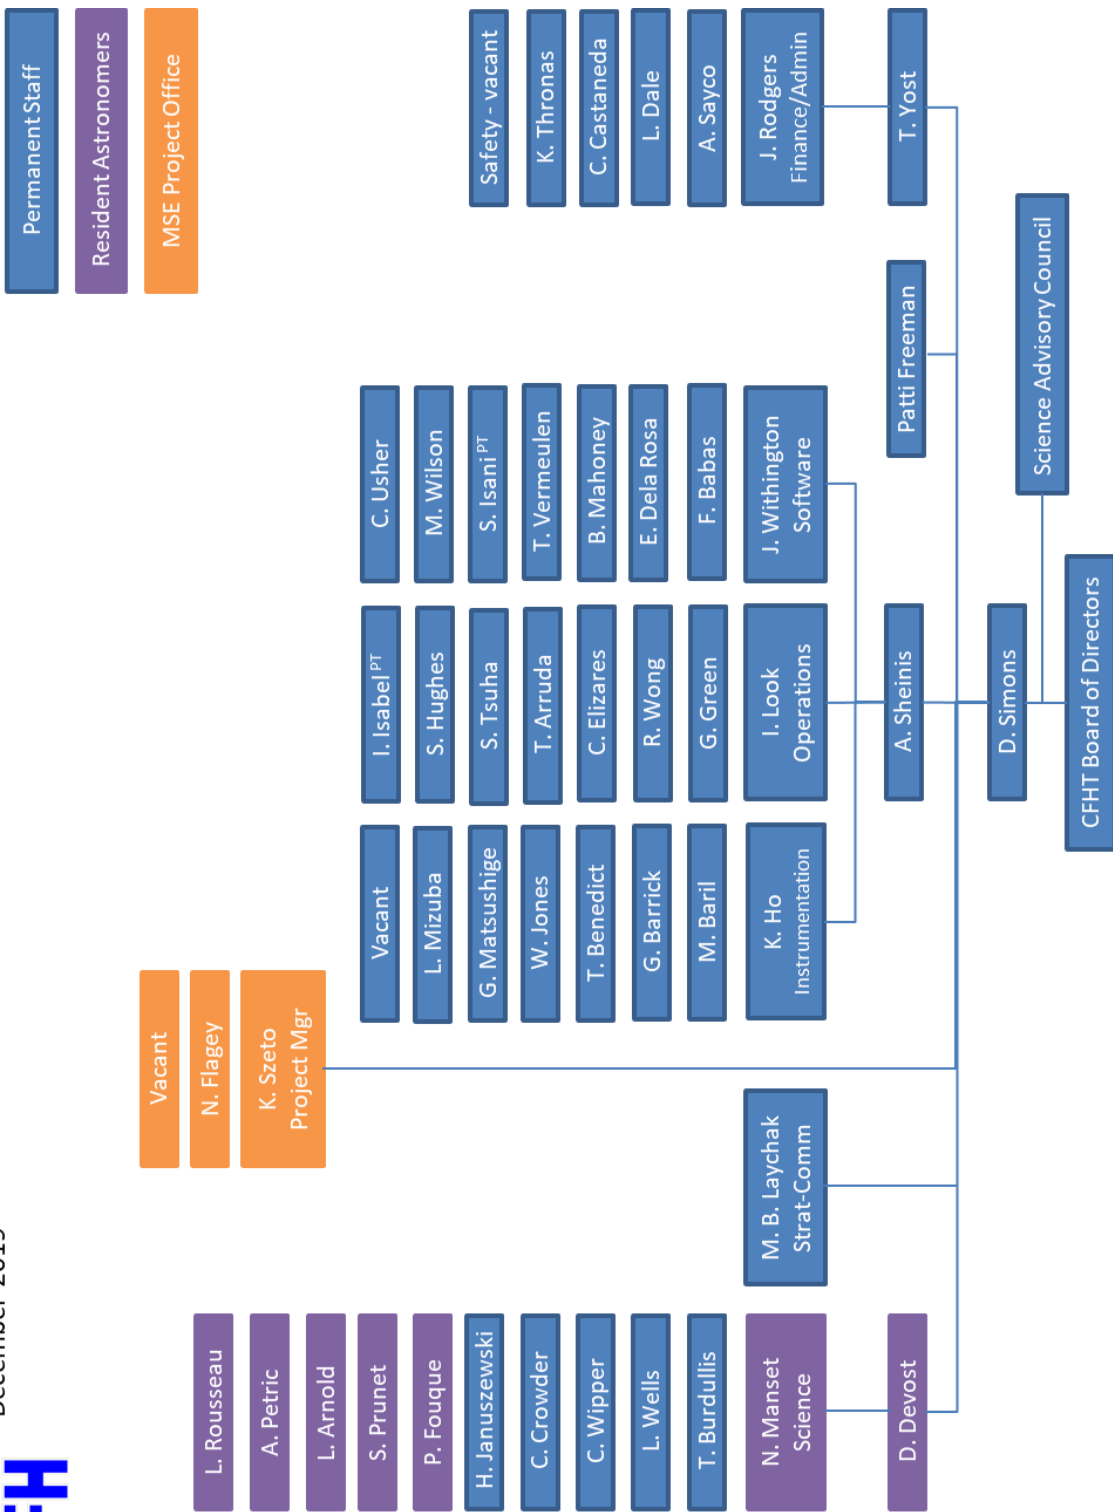 December 2019
CFHT Board of Directors
Science Advisory Council
D. Simons
D. Devost
A. Sheinis
Patti Freeman
T. Yost
N. Manset
Science
T. Burdullis
L. Wells
C. Wipper
C. Crowder
H. Januszewski
P. Fouque
S. Prunet
L. Arnold
A. Petric
L. Rousseau
M. B. Laychak
Strat-Comm
K. Szeto
Project Mgr
N. Flagey
Vacant
K. Ho
Instrumentation
M. Baril
G. Barrick
T. Benedict
W. Jones
G. Matsushige
L. Mizuba
Vacant
I. Look
Operations
G. Green
R. Wong
C. Elizares
T. Arruda
S. Tsuha
S. Hughes
I. Isabel PT
J. Withington
Software
F. Babas
E. Dela Rosa
B. Mahoney
T. Vermeulen
S. Isani PT
M. Wilson
C. Usher
J. Rodgers
Finance/Admin
A. Sayco
L. Dale
C. Castaneda
K. Thronas
Safety - vacant
Permanent Staff
Resident Astronomers
MSE Project Office